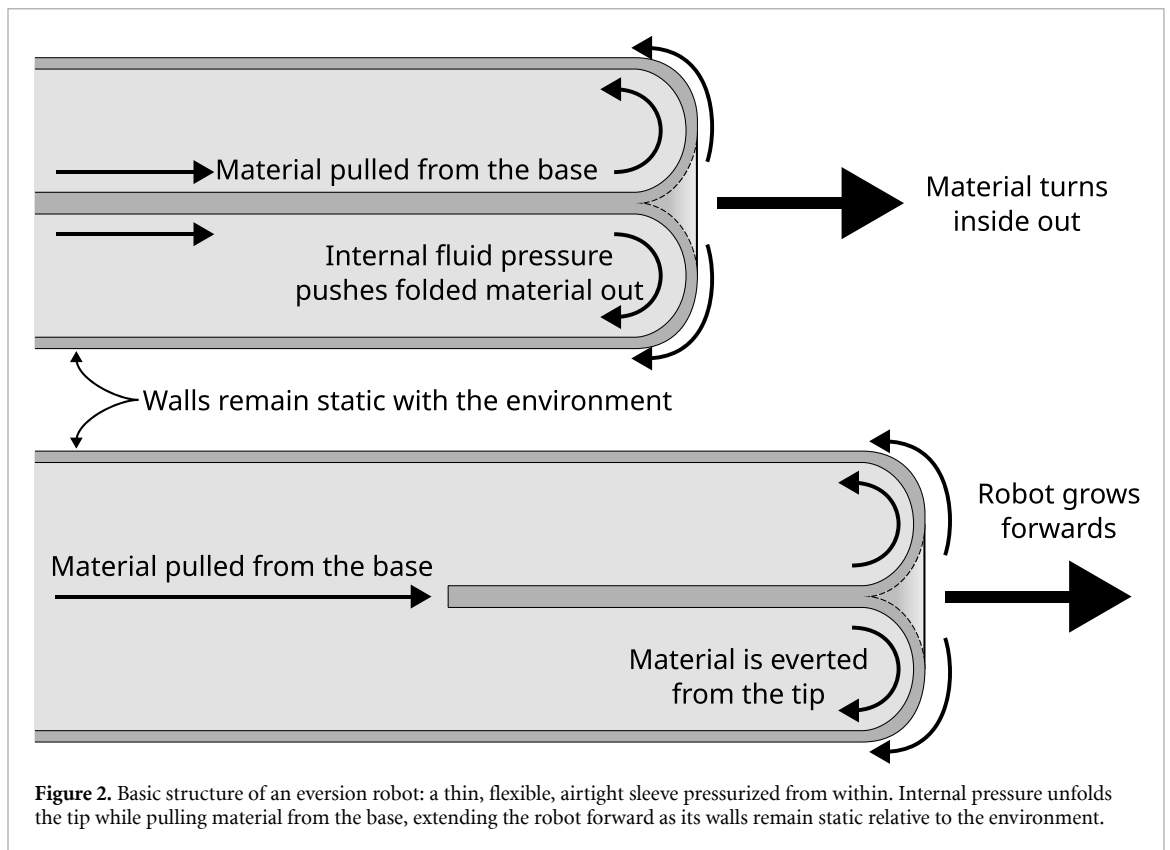 Material pulled from the base
Internal fluid pressure
pushes folded material out
Material turns
inside out
Walls remain static with the environment
Robot grows
forwards
Material pulled from the base
Material is everted
from the tip
Figure 2. Basic structure of an eversion robot: a thin, flexible, airtight sleeve pressurized from within. Internal pressure unfolds
the tip while pulling material from the base, extending the robot forward as its walls remain static relative to the environment.